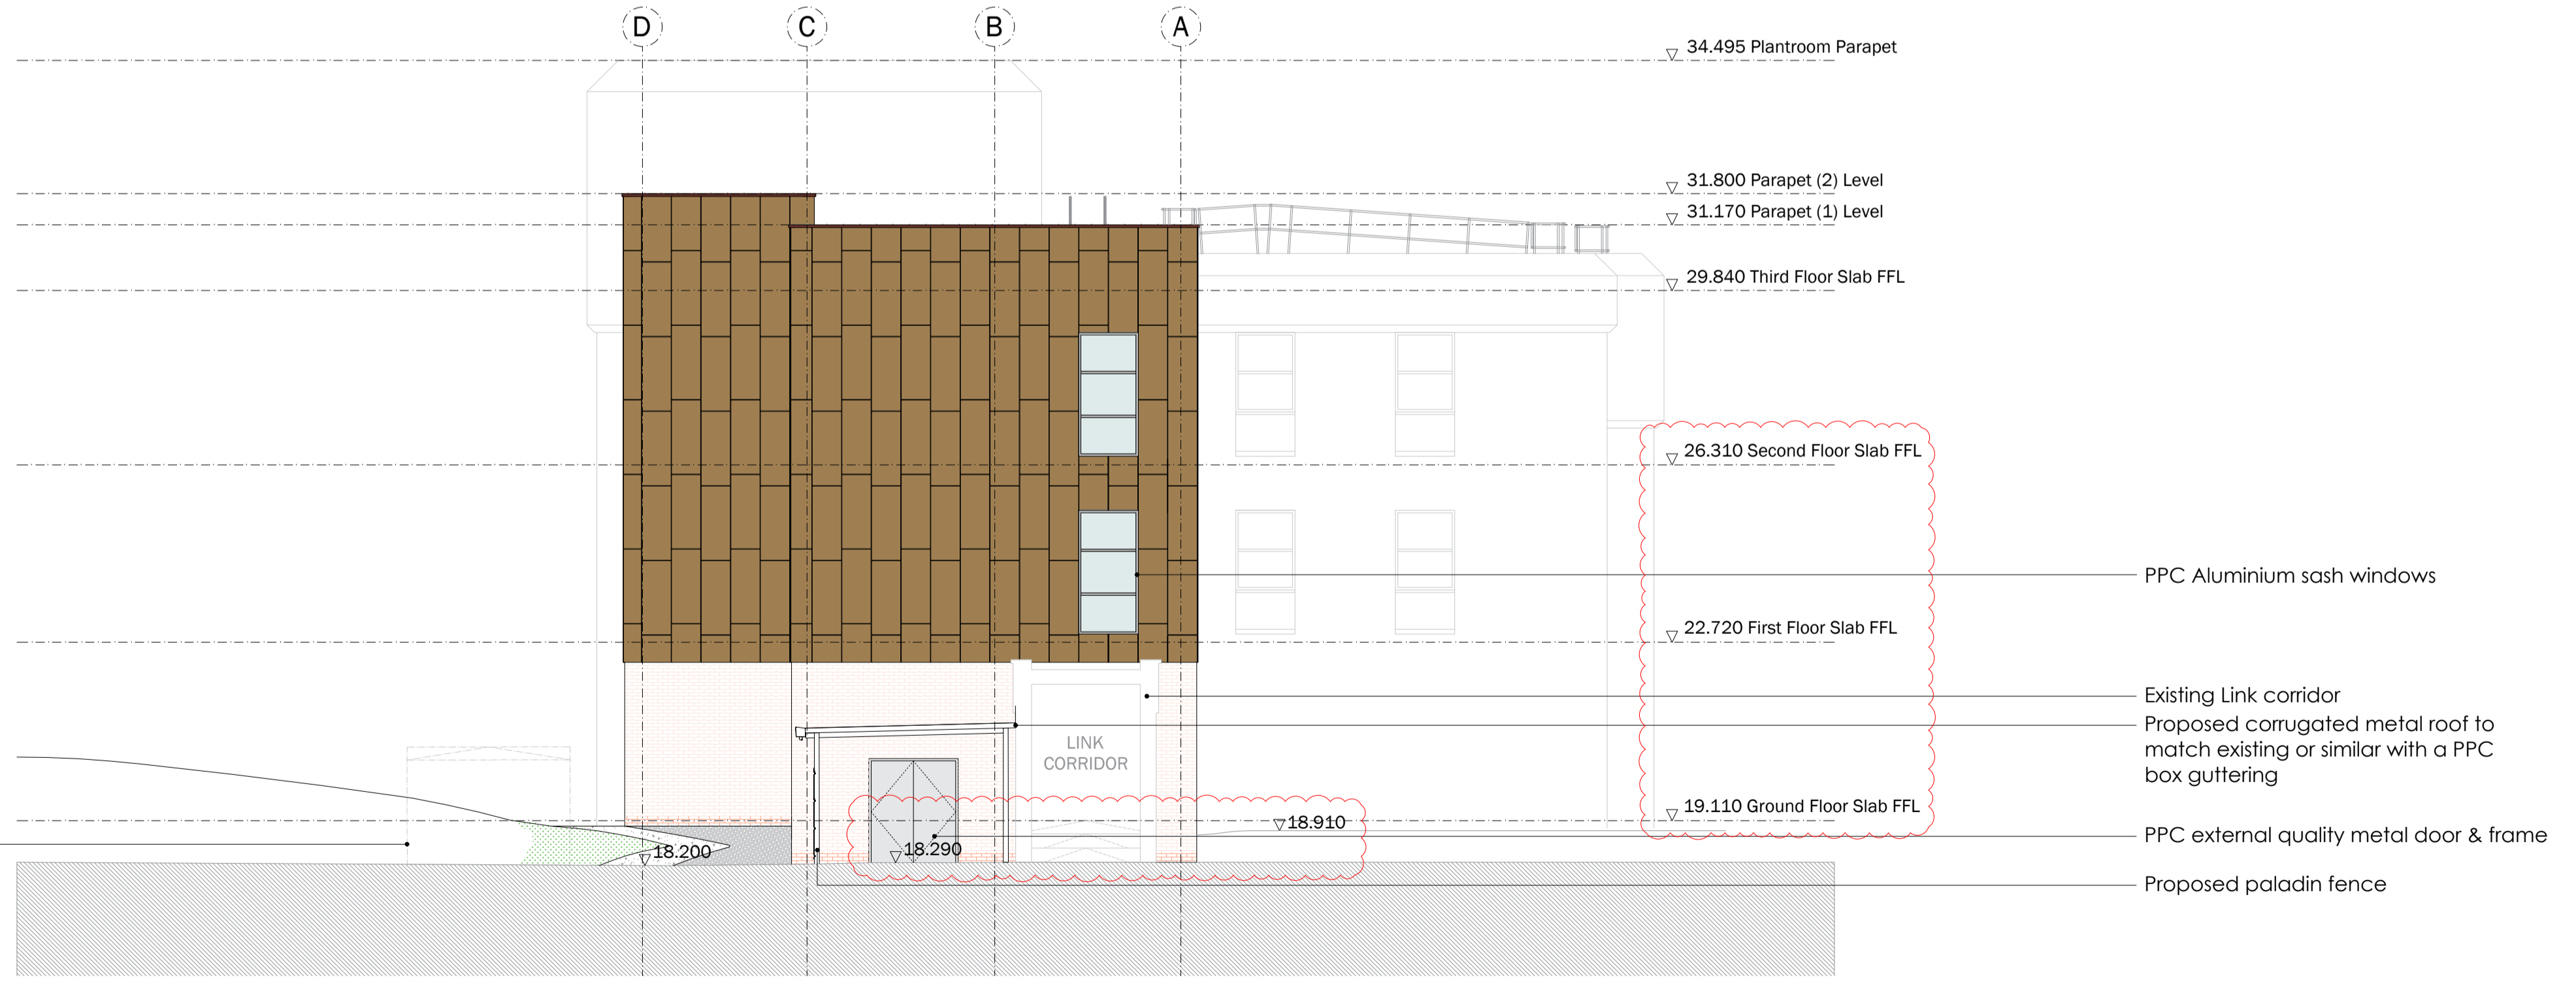 D
C
B
A
34.495 Plantroom Parapet
31.800 Parapet (2) Level
31.170 Parapet (1) Level
29.840 Third Floor Slab FFL
26.310 Second Floor Slab FFL
PPC Aluminium sash windows
22.720 First Floor Slab FFL
Existing Link corridor
Proposed corrugated metal roof to
match existing or similar with a PPC
box guttering
LINK
CORRIDOR
19.110 Ground Floor Slab FFL
18.910
PPC external quality metal door & frame
18.290
18.200
Proposed paladin fence